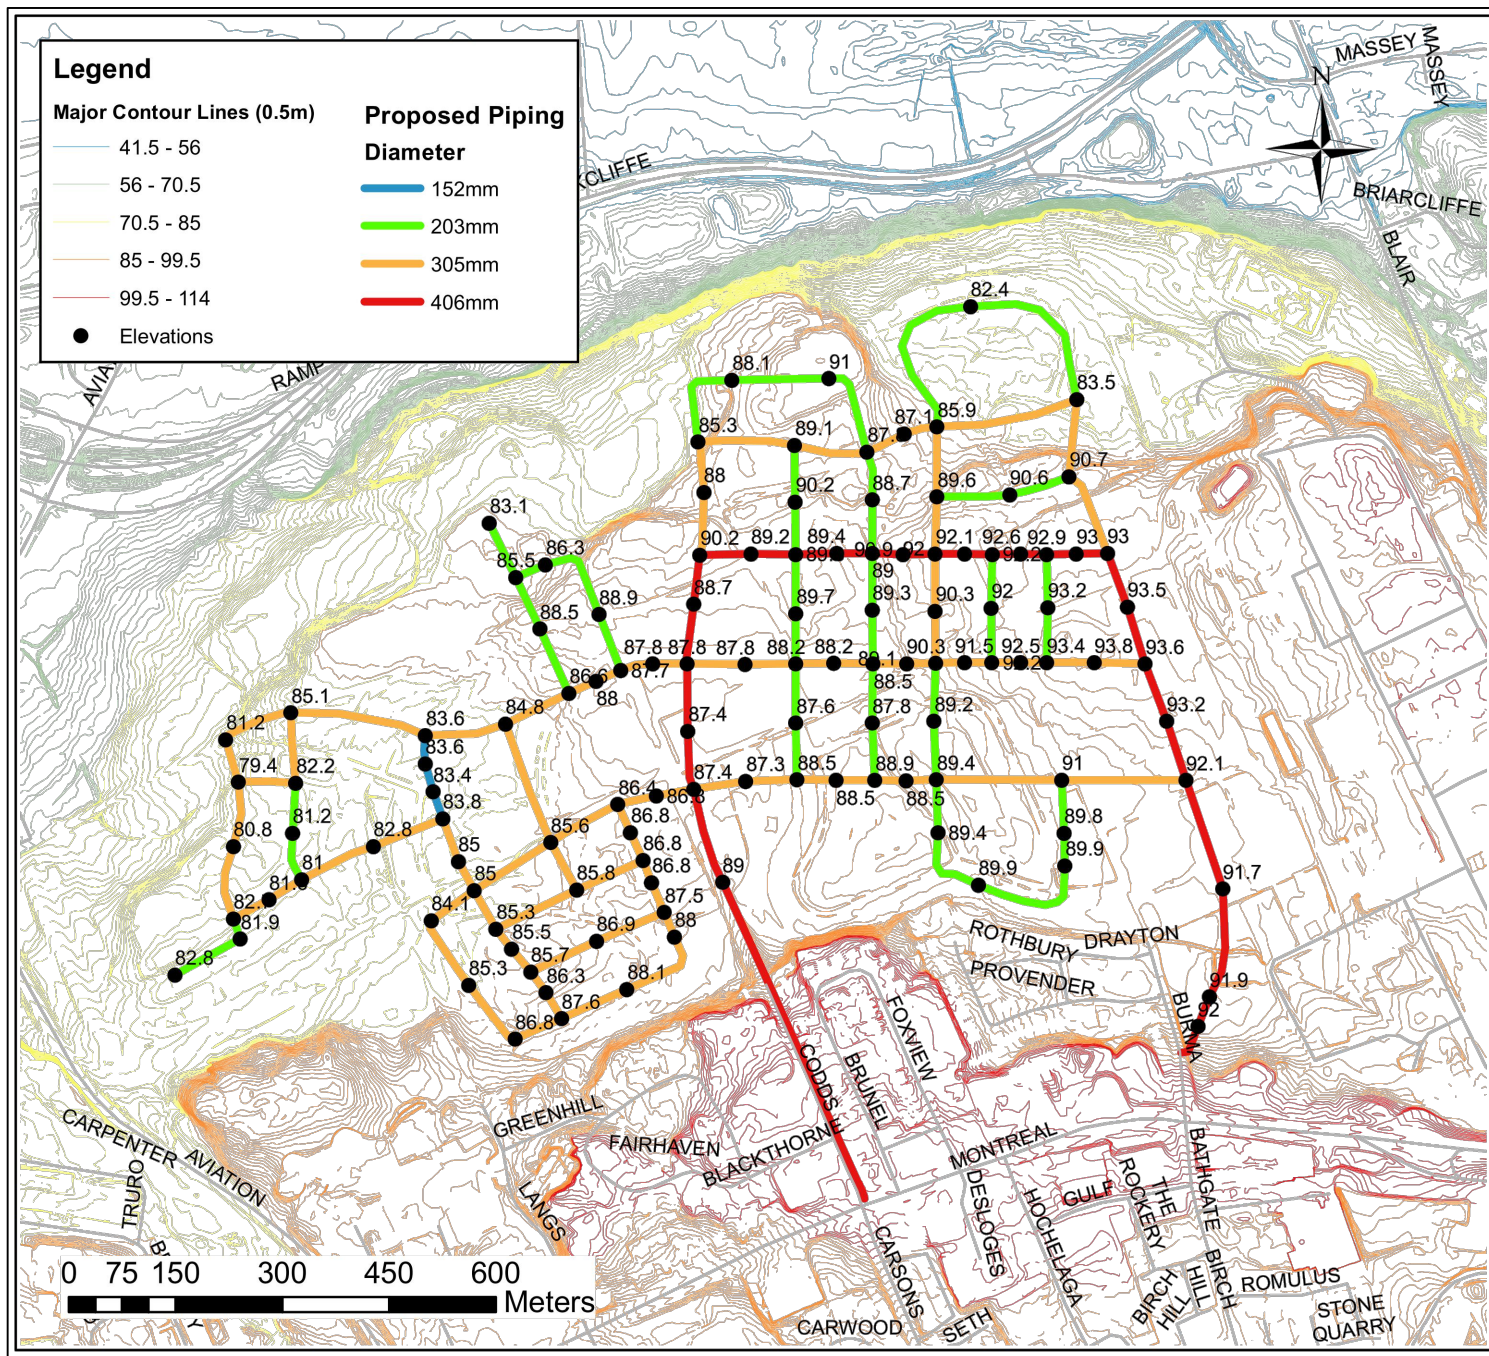 Legend
Major Contour Lines (0.5m)
41.5 - 56
56 - 70.5
70.5 - 85
85 - 99.5
99.5 - 114
Elevations
Proposed Piping
Diameter
152mm
203mm
305mm
406mm
N
MASSEY
MASSEY
BRIARCLIFFE
BLAIR
RAMP
82.4
88.1
91
83.5
85.3
89.1
87.1
85.9
88
90.2
88.7
89.6
90.6
90.7
83.1
85.5
86.3
90.2
89.2
89.4
92
92.1
92.6
92.9
93
93
89
88.5
88.9
88.7
89.7
89.3
90.3
92
93.2
93.5
87.8
87.8
87.8
88.2
88.2
90.3
91.5
92.5
93.4
93.8
93.6
86.6
88
87.7
88.5
85.1
81.2
83.6
84.8
87.4
87.6
87.8
89.2
93.2
83.6
79.4
82.2
83.4
83.8
86.4
86.8
87.4
87.3
88.5
88.5
88.9
88.5
89.4
91
92.1
80.8
81.2
82.8
85
85.6
86.8
89.4
89.8
81
85
85.8
86.8
89
89.9
89.9
91.7
81.9
84.1
85.3
86.9
87.5
88
82.8
85.5
85.7
85.3
86.3
88.1
87.6
86.8
91.9
92
ROTHBURY
DRAYTON
PROVENDER
BURMA
FOXVIEW
BRUNEL
CODDS
GREENHILL
FAIRHAVEN
BLACKTHORNE
MONTREAL
CARPENTER
AVIATION
TRURO
LANGS
DESLOGES
HOCHELAGA
GULF
THE
ROCKERY
BATHGATE
CARSONS
SETH
CARWOOD
BIRCH
HILL
HILL
BIRCH
ROMULUS
STONE
QUARRY
0 75 150 300 450 600
Meters